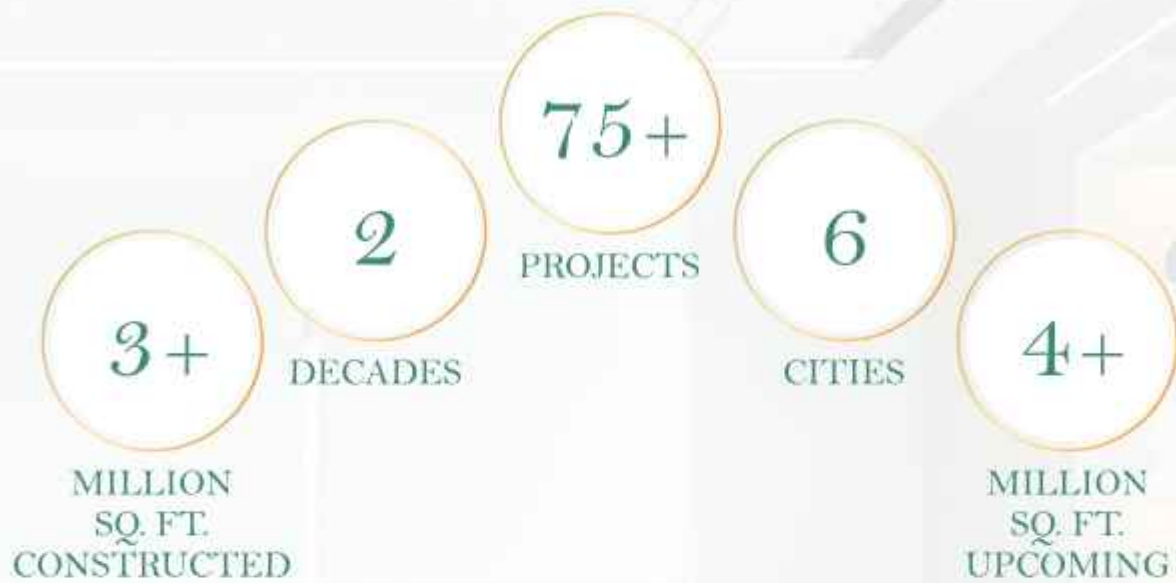 3+
MILLION
SQ. FT.
CONSTRUCTED
2
DECADES
75+
PROJECTS
6
CITIES
4+
MILLION
SQ. FT.
UPCOMING